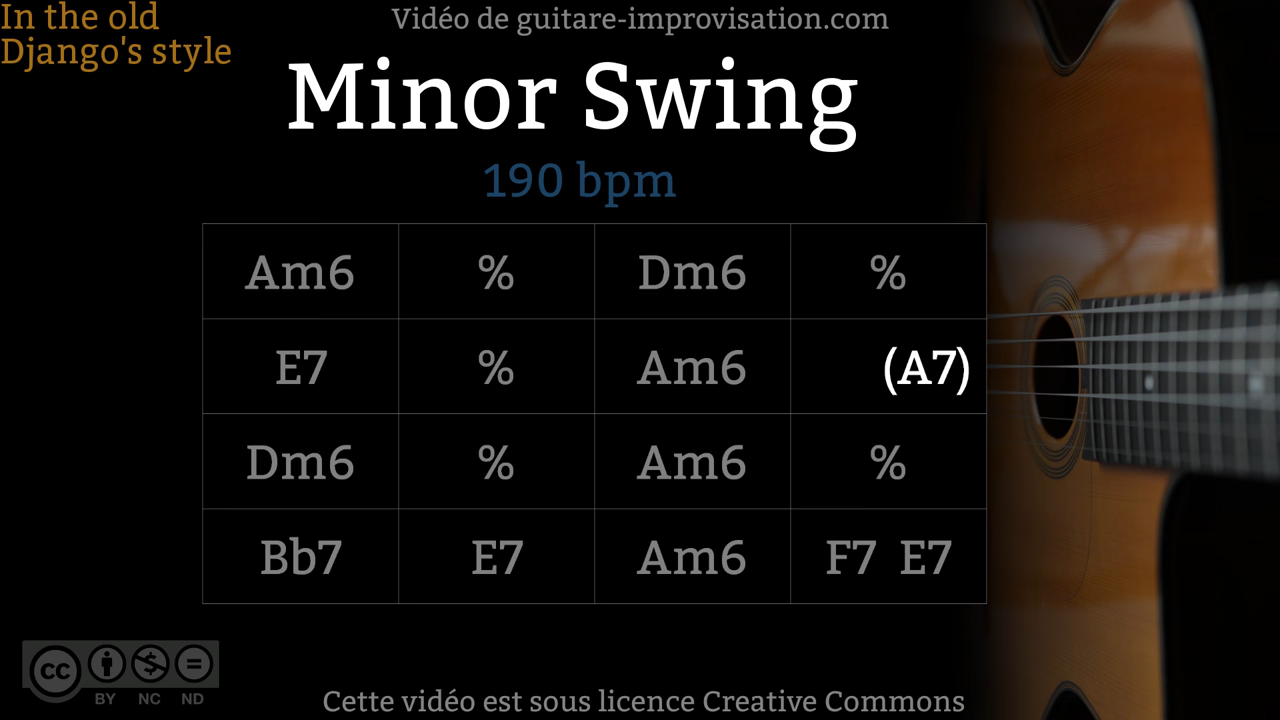 In the old
Django's style
Vidéo de guitare-improvisation.com
Minor Swing
190 bpm
Am6 % Dm6 %
E7 % Am6 (A7)
Dm6 % Am6 %
Bb7 E7 Am6 F7 E7
cc
BY NC ND
Cette vidéo est sous licence Creative Commons